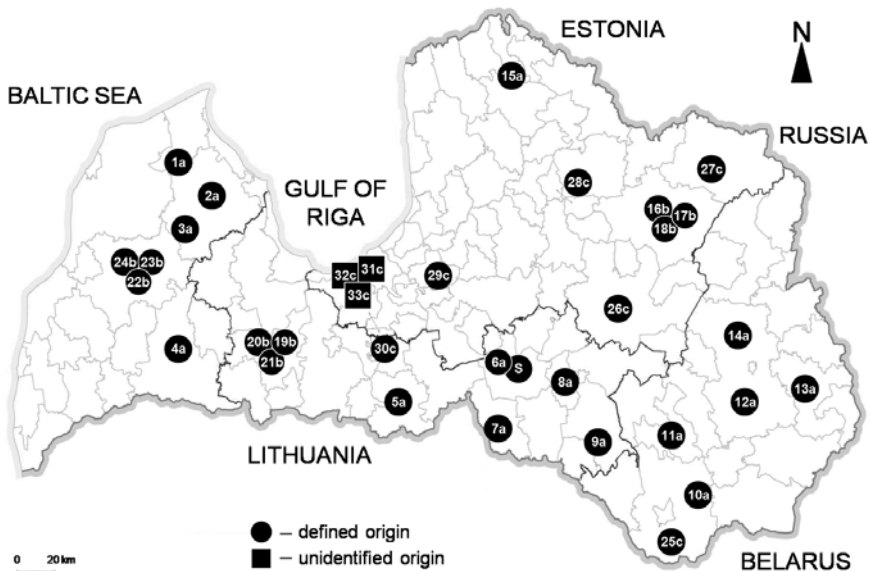 ESTONIA
N
15a
BALTIC SEA
RUSSIA
1a
27c
28c
2a
GULF OF
RIGA
16b
17b
18b
3a
24b
23b
22b
31c
32c
33c
29c
26c
14a
20b
19b
21b
4a
30c
6a
S
8a
13a
5a
12a
7a
9a
11a
LITHUANIA
10a
– defined origin
25c
0 20 km
– unidentified origin
BELARUS